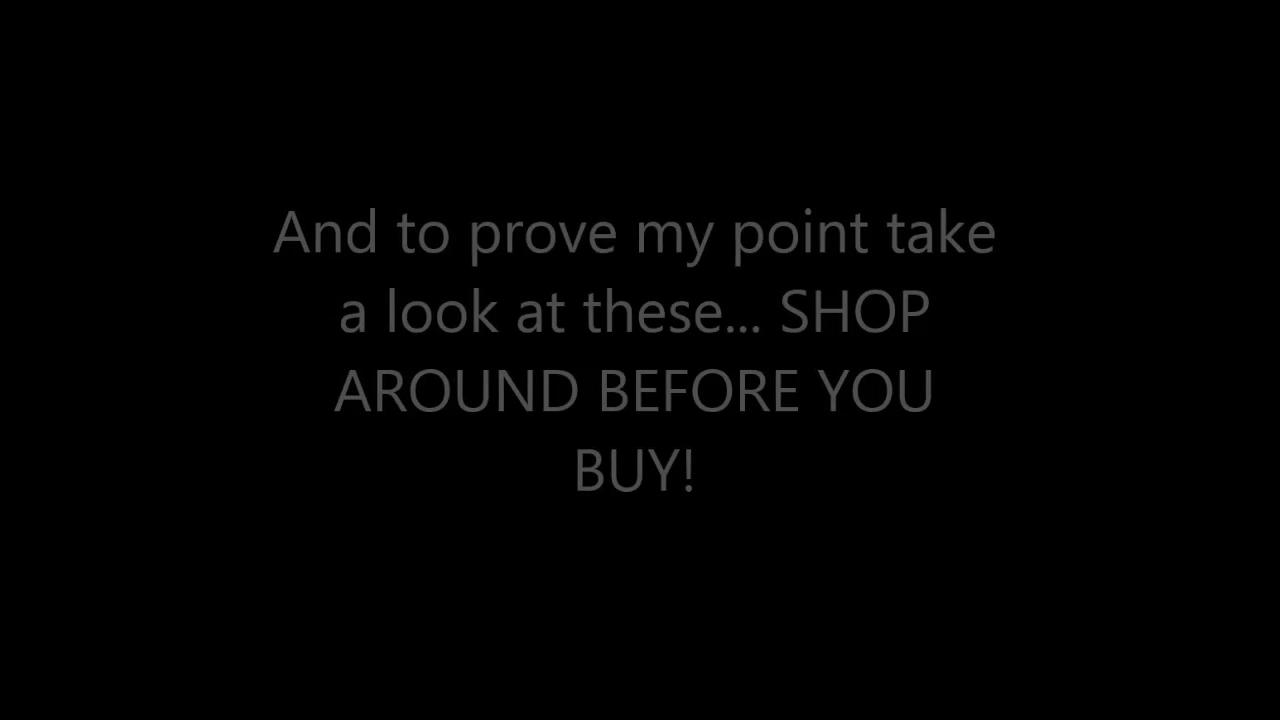 And to prove my point take
a look at these... SHOP
AROUND BEFORE YOU
BUY!